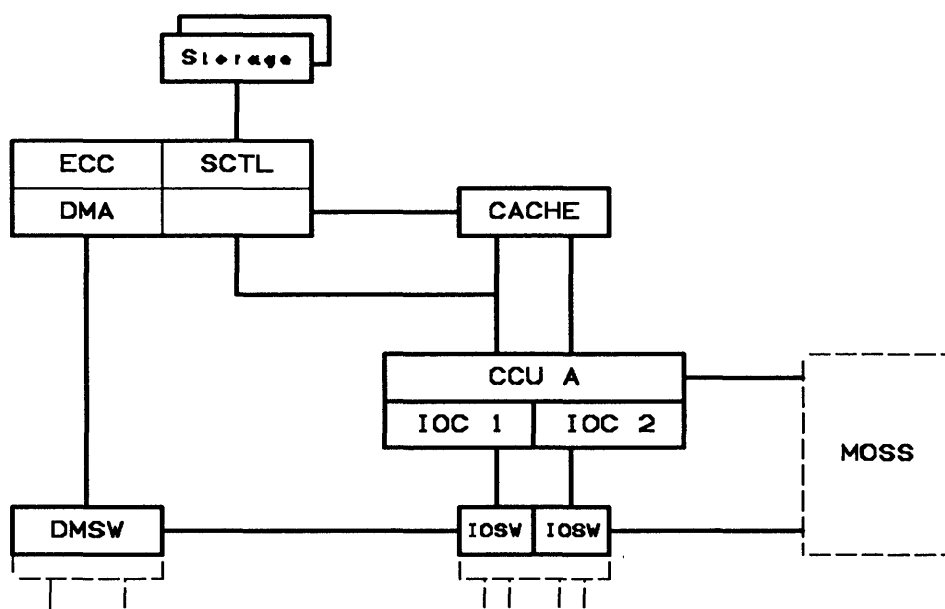 Storage
ECC SCTL
DMA
CACHE
CCU A
IOC 1 IOC 2
MOSS
DMSW
IOSW IOSW